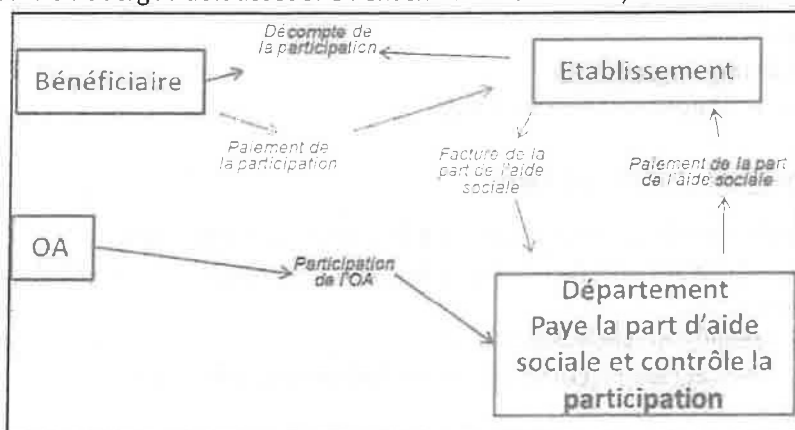 Décompte de
la participation
Bénéficiaire
Etablissement
Paiement de
la participation
Facture de la
part de l'aide
sociale
Paiement de la part
de l'aide sociale
OA
Participation
de l'OA
Département
Paye la part d'aide
sociale et contrôle la
participation